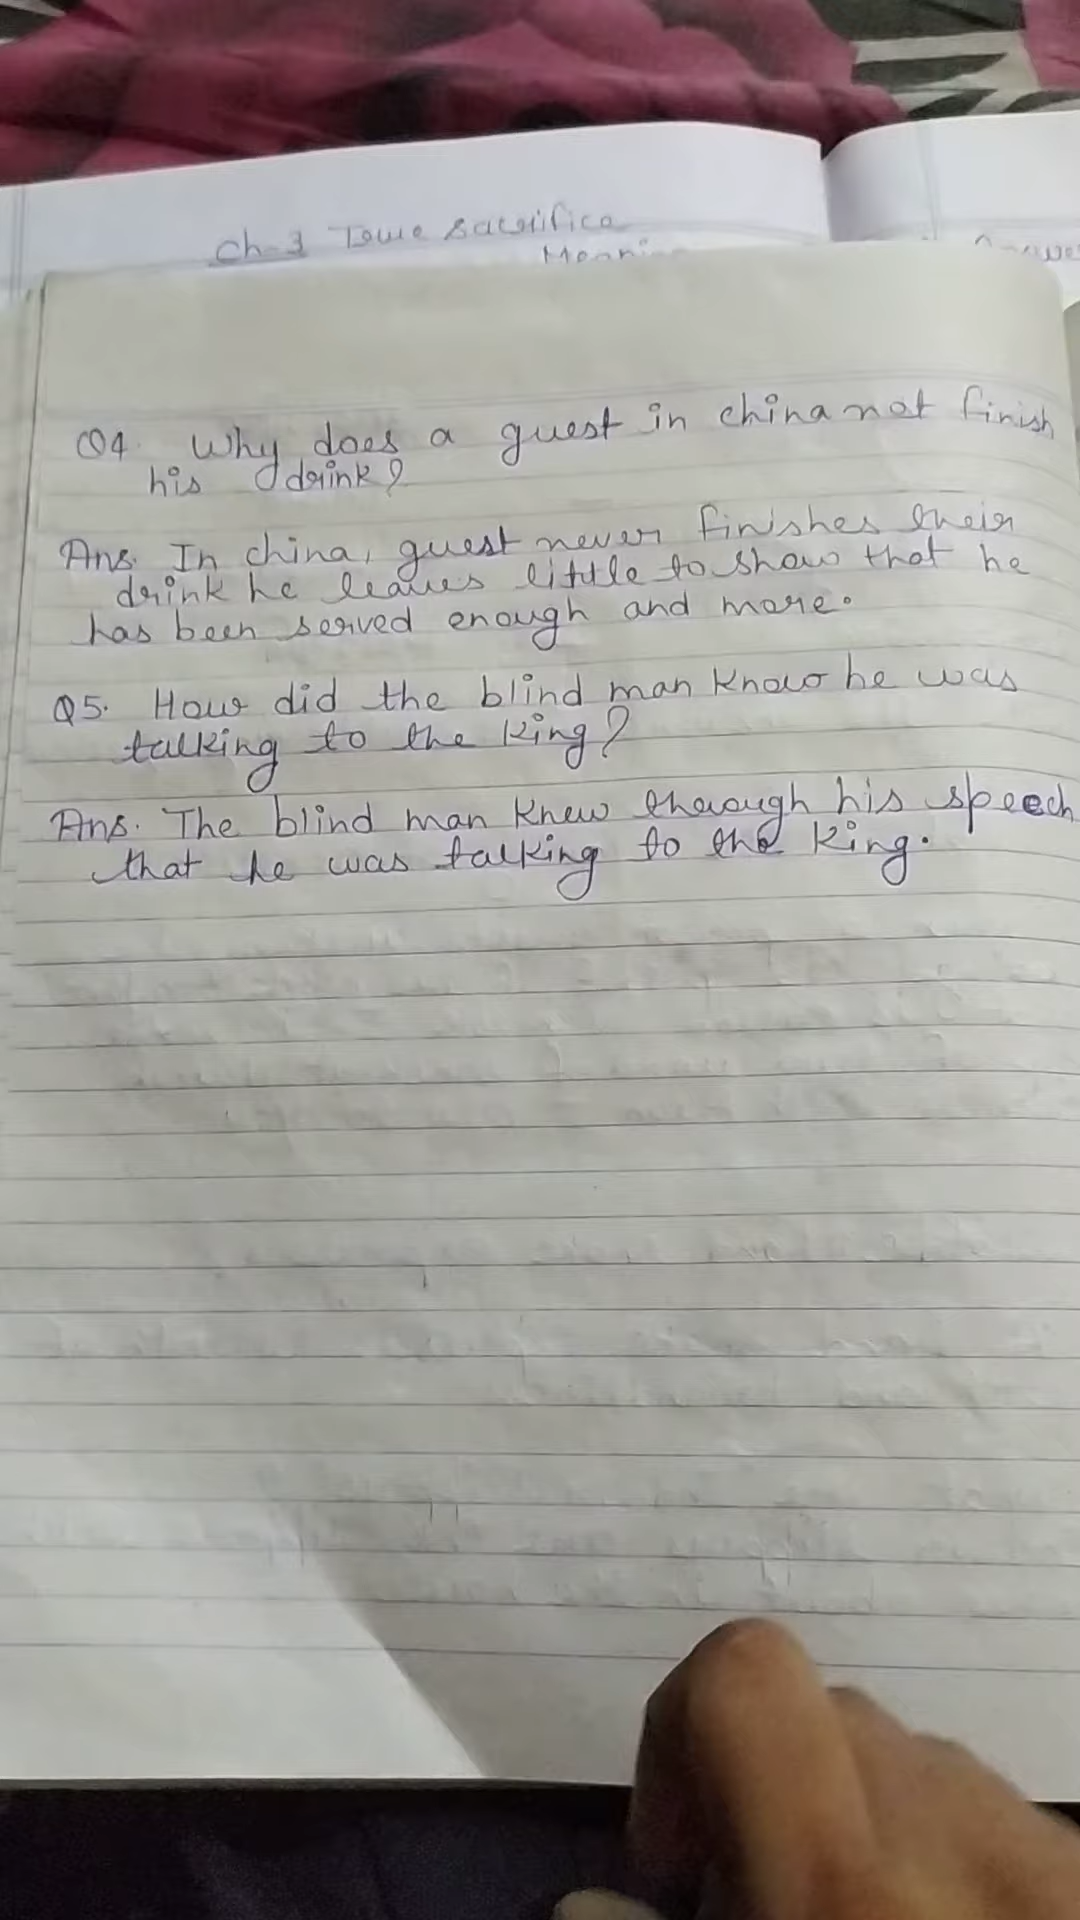 Ch-3 True Sacrifice
Q4. Why does a guest in china not finish
his drink?
Ans. In china, guest never finishes their
drink he leaves little to show that he
has been served enough and more.
Q5. How did the blind man know he was
talking to the king?
Ans. The blind man knew through his speech
that he was talking to the king.